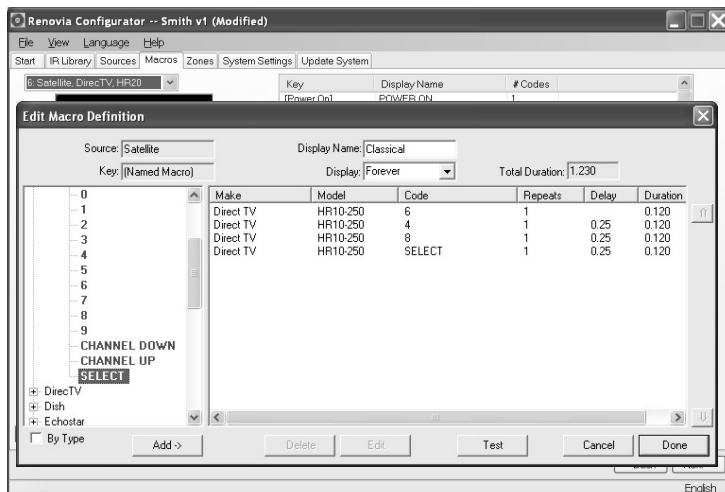 Renovia Configurator -- Smith v1 (Modified)
File View Language Help
Start IR Library Sources Macros Zones System Settings Update System
6: Satellite, DirecTV, HR20
Key Display Name # Codes
[Power On] POWER ON 1
Edit Macro Definition
Source: Satellite Display Name: Classical
Key: (Named Macro) Display: Forever Total Duration: 1.230
0
1
2
3
4
5
6
7
8
9
CHANNEL DOWN
CHANNEL UP
SELECT
DirecTV
Dish
Echostar
Make Model Code Repeats Delay Duration
Direct TV HR10-250 6 1 0.120
Direct TV HR10-250 4 1 0.25 0.120
Direct TV HR10-250 8 1 0.25 0.120
Direct TV HR10-250 SELECT 1 0.25 0.120
By Type Add -> Delete Edit Test Cancel Done
English